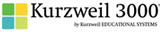 Kurzweil 3000®
by Kurzweil EDUCATIONAL SYSTEMS